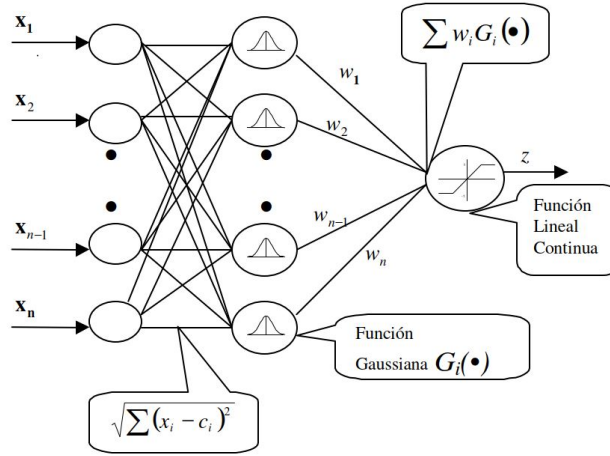 x₁
x₂
xₙ₋₁
xₙ
w₁
w₂
wₙ₋₁
wₙ
∑ wᵢGᵢ(•)
z
Función
Lineal
Continua
Función
Gaussiana Gᵢ(•)
√∑(xᵢ − cᵢ)²